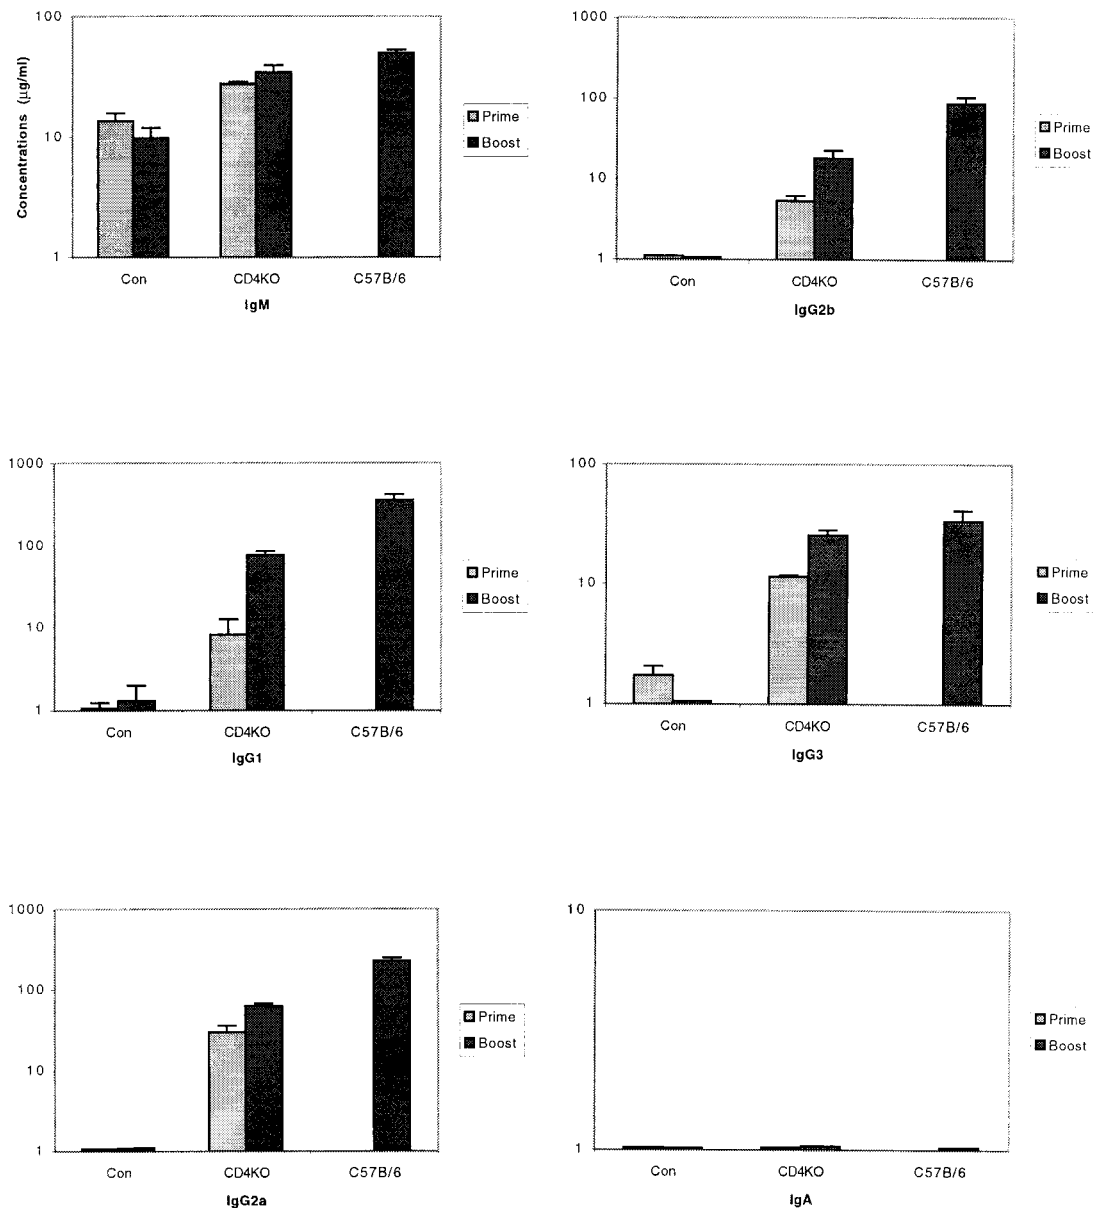 100
10
1
Concentrations (µg/ml)
Con CD4KO C57B/6
IgM
Prime
Boost
1000
100
10
1
Con CD4KO C57B/6
IgG2b
Prime
Boost
1000
100
10
1
Con CD4KO C57B/6
IgG1
Prime
Boost
100
10
1
Con CD4KO C57B/6
IgG3
Prime
Boost
1000
100
10
1
Con CD4KO C57B/6
IgG2a
Prime
Boost
10
1
Con CD4KO C57B/6
IgA
Prime
Boost